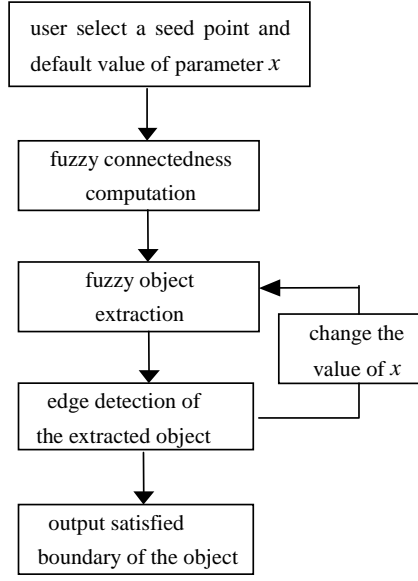 user select a seed point and
default value of parameter x
fuzzy connectedness
computation
fuzzy object
extraction
change the
value of x
edge detection of
the extracted object
output satisfied
boundary of the object